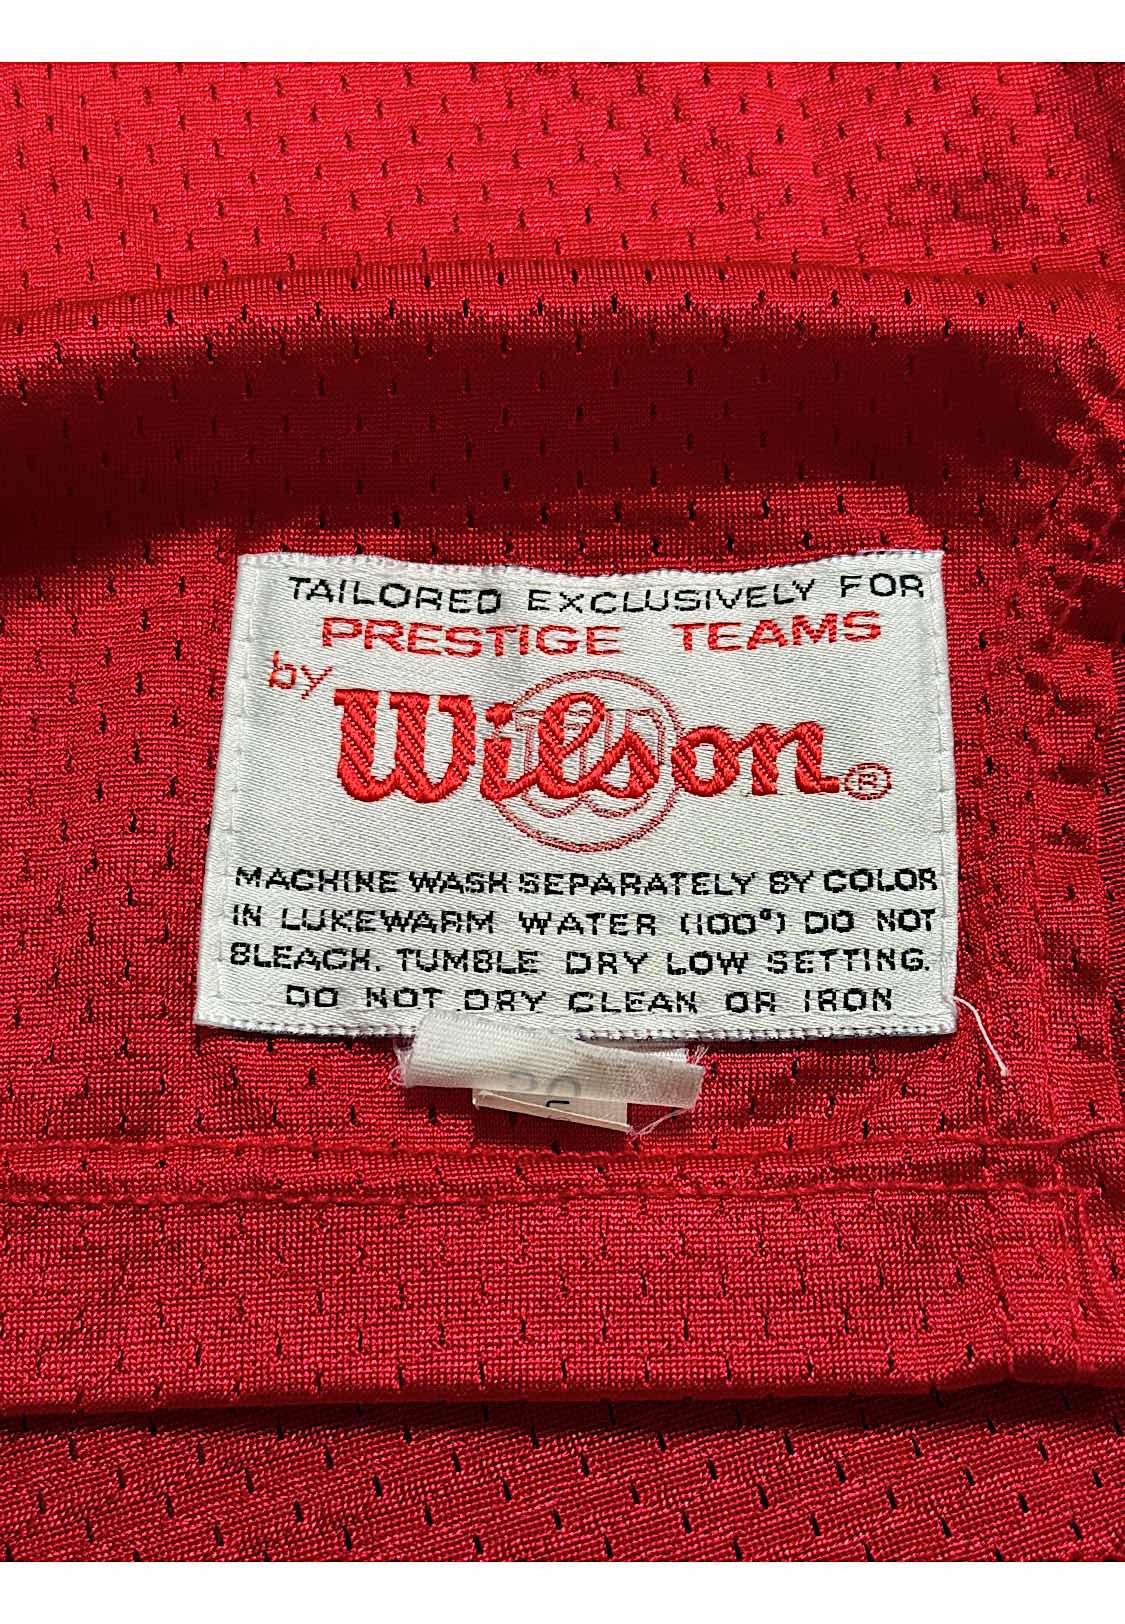 TAILORED EXCLUSIVELY FOR
PRESTIGE TEAMS
by
Wilson ®
MACHINE WASH SEPARATELY BY COLOR
IN LUKEWARM WATER (100°) DO NOT
BLEACH. TUMBLE DRY LOW SETTING.
DO NOT DRY CLEAN OR IRON